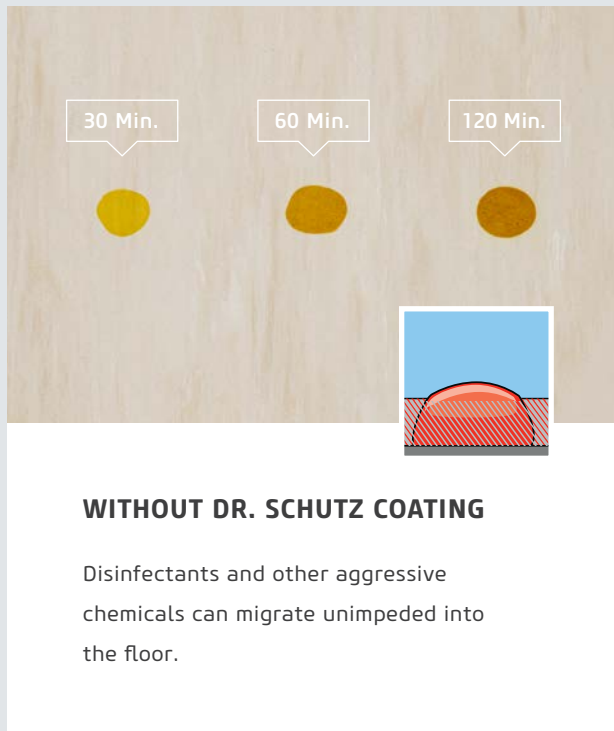 30 Min.
60 Min.
120 Min.
WITHOUT DR. SCHUTZ COATING
Disinfectants and other aggressive
chemicals can migrate unimpeded into
the floor.